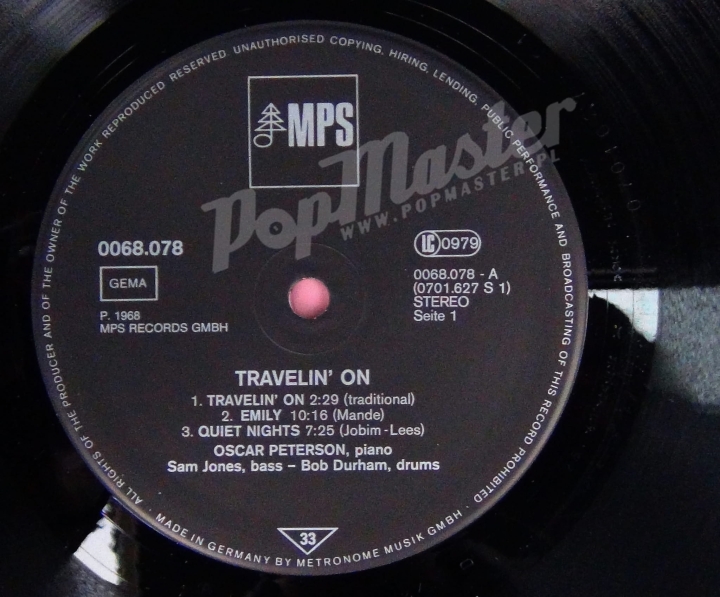 ALL RIGHTS OF THE PRODUCER AND OF THE OWNER OF THE WORK REPRODUCED RESERVED. UNAUTHORISED COPYING, HIRING, LENDING, PUBLIC PERFORMANCE AND BROADCASTING OF THIS RECORD PROHIBITED
MPS
PopMaster
WWW.POPMASTER.PL
0068.078
GEMA
P. 1968
MPS RECORDS GMBH
LC 0979
0068.078 - A
(0701.627 S 1)
STEREO
Seite 1
TRAVELIN' ON
1. TRAVELIN' ON 2:29 (traditional)
2. EMILY 10:16 (Mande)
3. QUIET NIGHTS 7:25 (Jobim-Lees)
OSCAR PETERSON, piano
Sam Jones, bass – Bob Durham, drums
33
· MADE IN GERMANY BY METRONOME MUSIK GMBH ·